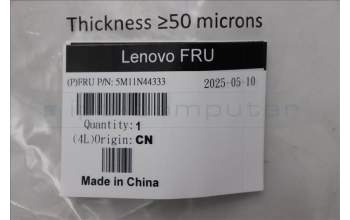 Thickness ≥50 microns
Lenovo FRU
(P)FRU P/N: 5M11N44333 2025-05-10
Quantity: 1
(4L)Origin: CN
Made in China